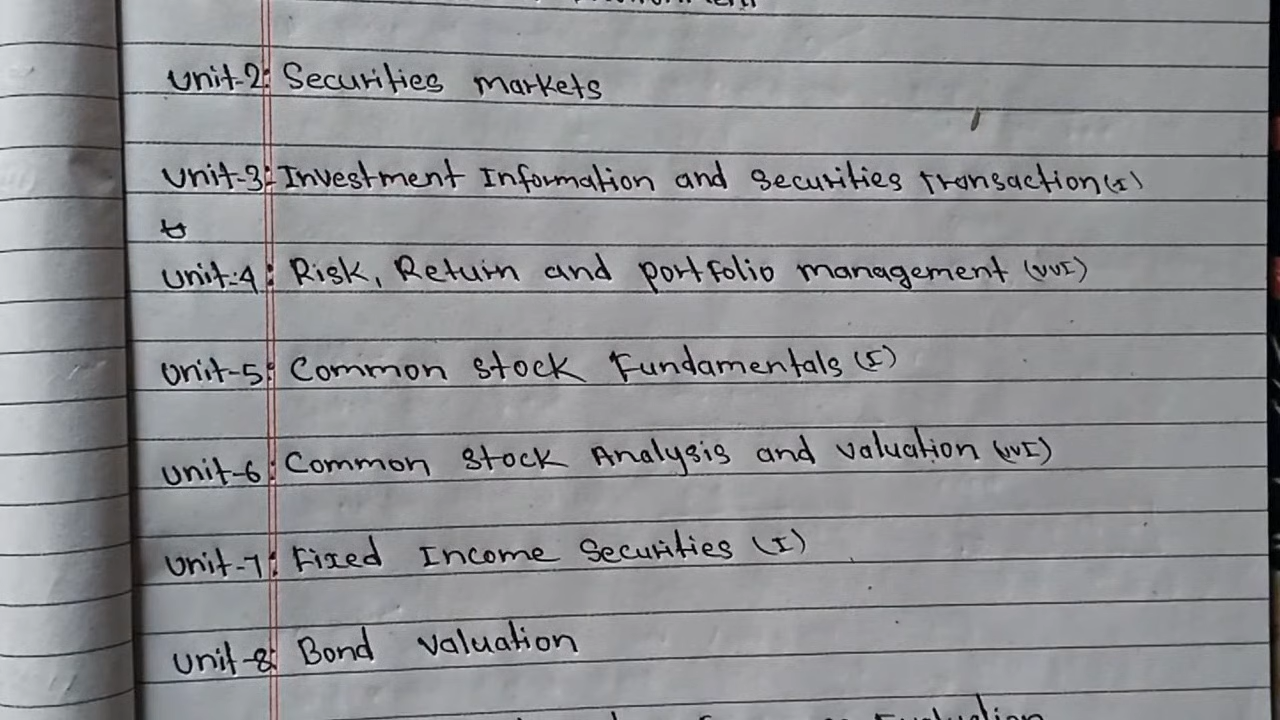 Unit-2: Securities markets
Unit-3: Investment Information and Securities transaction (I)
Unit-4: Risk, Return and portfolio management (VVI)
Unit-5: Common stock Fundamentals (I)
Unit-6: Common stock Analysis and valuation (VVI)
Unit-7: Fixed Income Securities (I)
Unit-8: Bond valuation
Evaluation